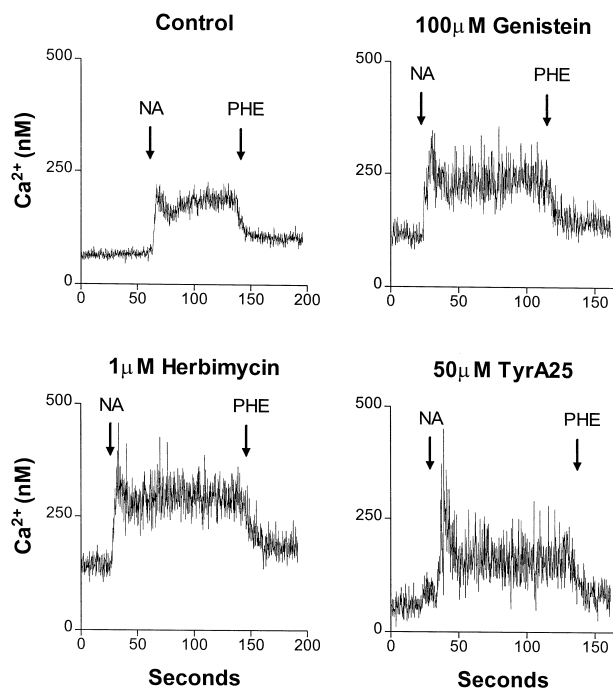 Control
500
250
0
Ca²⁺ (nM)
NA
PHE
0 50 100 150 200
100μM Genistein
500
250
0
NA
PHE
0 50 100 150
1μM Herbimycin
500
250
0
Ca²⁺ (nM)
NA
PHE
0 50 100 150 200
Seconds
50μM TyrA25
500
250
0
NA
PHE
0 50 100 150
Seconds